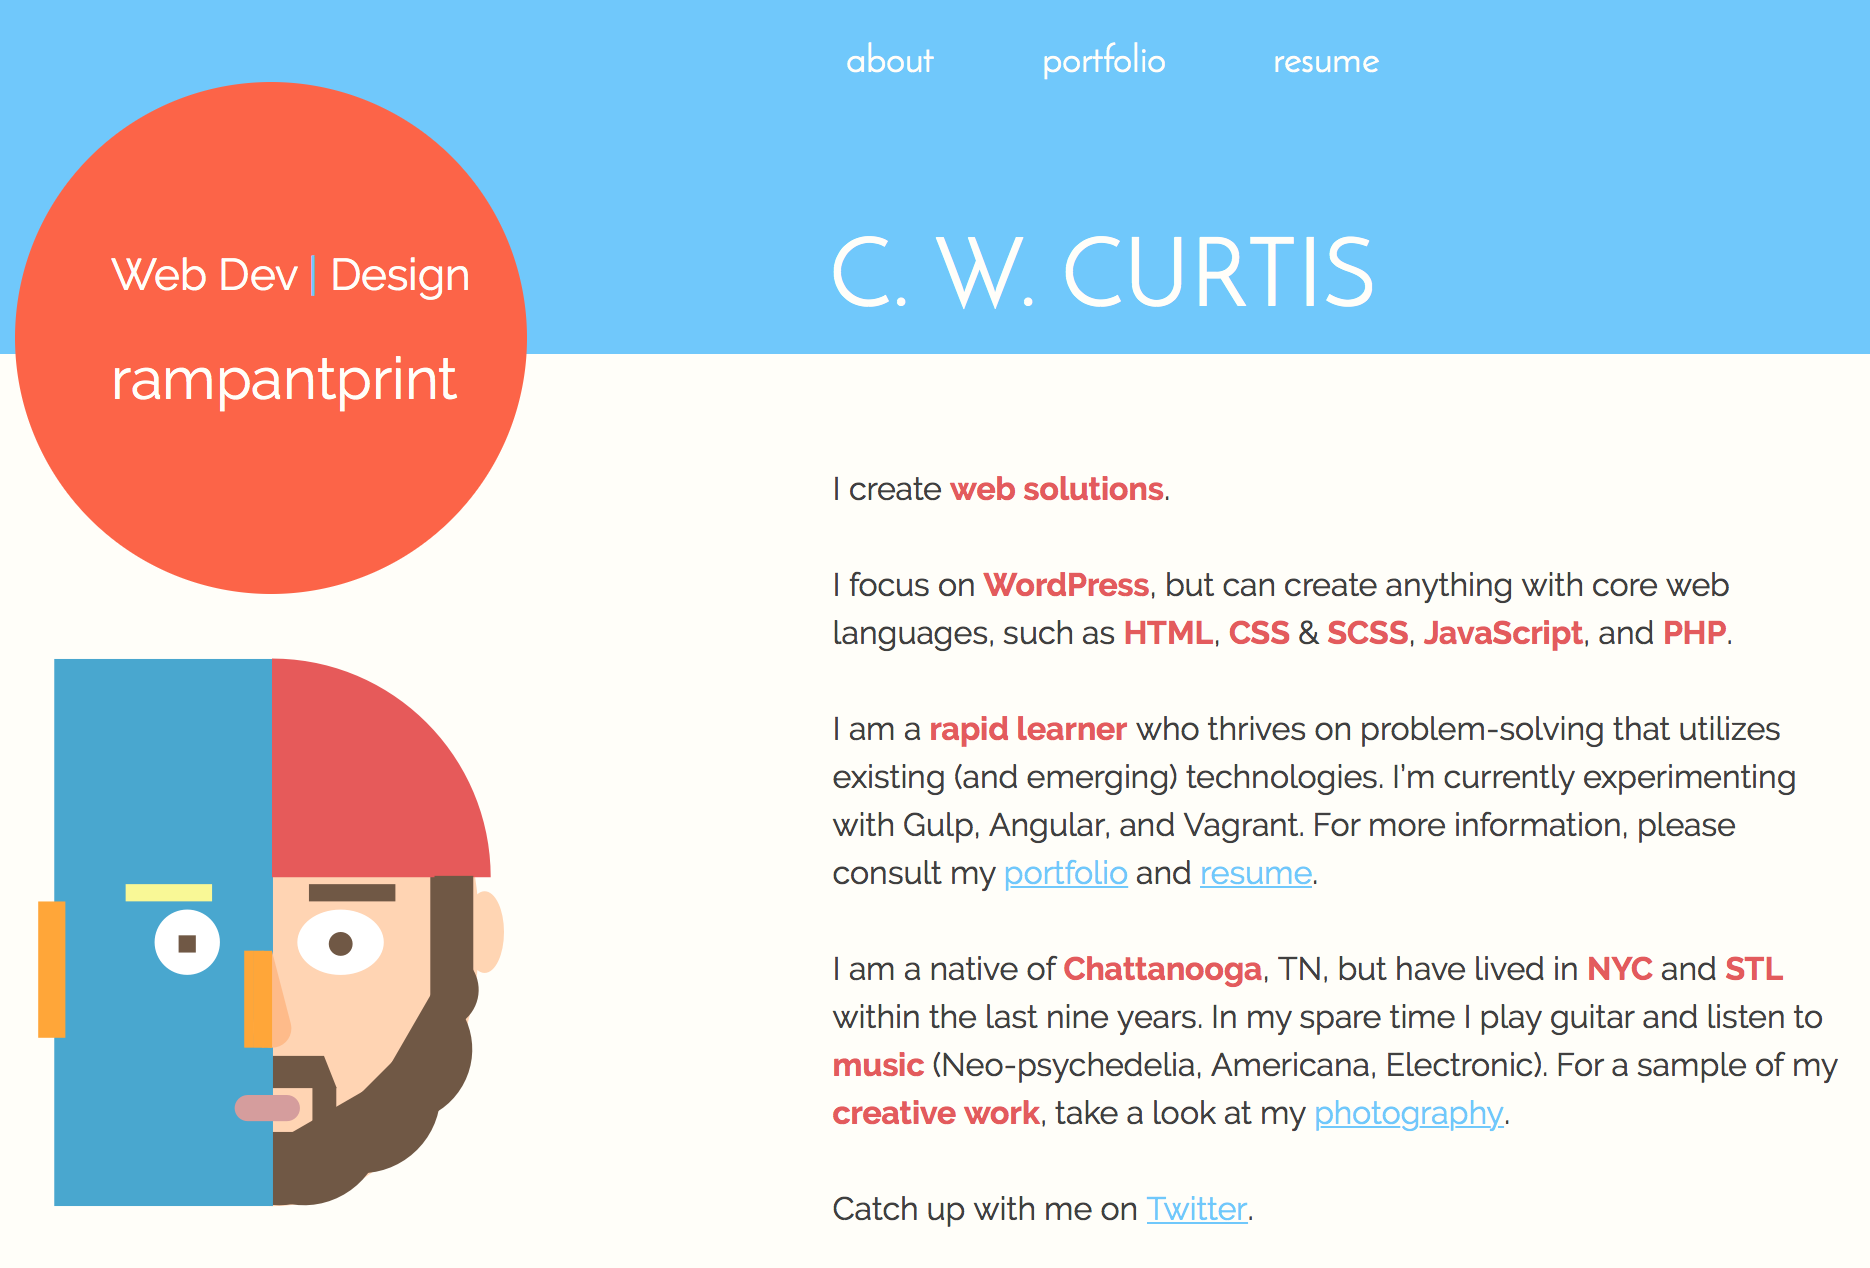 about portfolio resume
Web Dev | Design
rampantprint
C. W. CURTIS
I create web solutions.
I focus on WordPress, but can create anything with core web
languages, such as HTML, CSS & SCSS, JavaScript, and PHP.
I am a rapid learner who thrives on problem-solving that utilizes
existing (and emerging) technologies. I’m currently experimenting
with Gulp, Angular, and Vagrant. For more information, please
consult my portfolio and resume.
I am a native of Chattanooga, TN, but have lived in NYC and STL
within the last nine years. In my spare time I play guitar and listen to
music (Neo-psychedelia, Americana, Electronic). For a sample of my
creative work, take a look at my photography.
Catch up with me on Twitter.